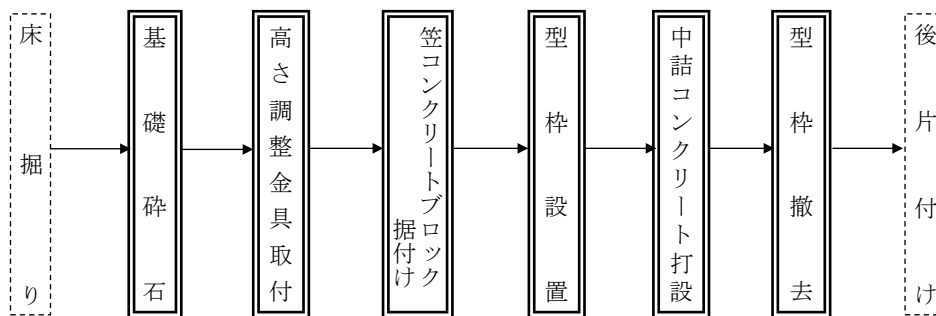 床掘り
基礎砕石
高さ調整金具取付
笠コンクリートブロック
据付け
型枠設置
中詰コンクリート打設
型枠撤去
後片付け